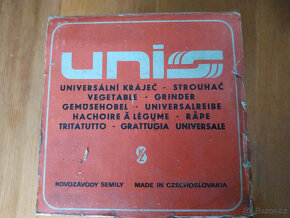 unis
UNIVERSÁLNÍ KRÁJEČ · STROUHAČ
VEGETABLE · GRINDER
GEMÜSEHOBEL · UNIVERSALREIBE
HACHOIRE À LÉGUME · RÂPE
TRITATUTTO · GRATTUGIA UNIVERSALE
KOVOZÁVODY SEMILY MADE IN CZECHOSLOVAKIA